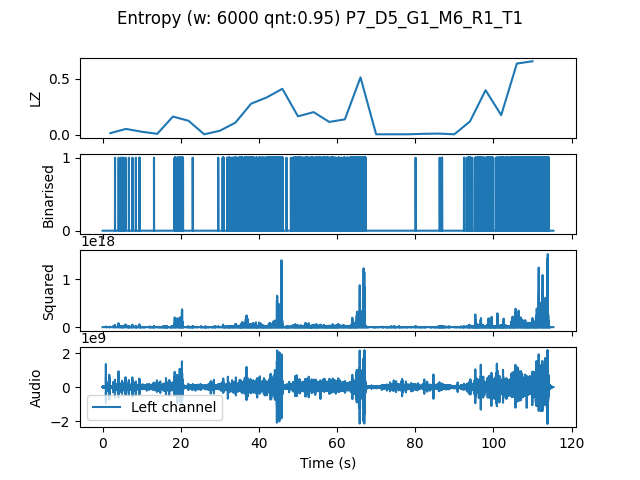 Entropy (w: 6000 qnt:0.95) P7_D5_G1_M6_R1_T1
LZ
0.5
0.0
Binarised
1
0
1e18
Squared
1
0
1e9
Audio
2
0
−2
Left channel
0 20 40 60 80 100 120
Time (s)